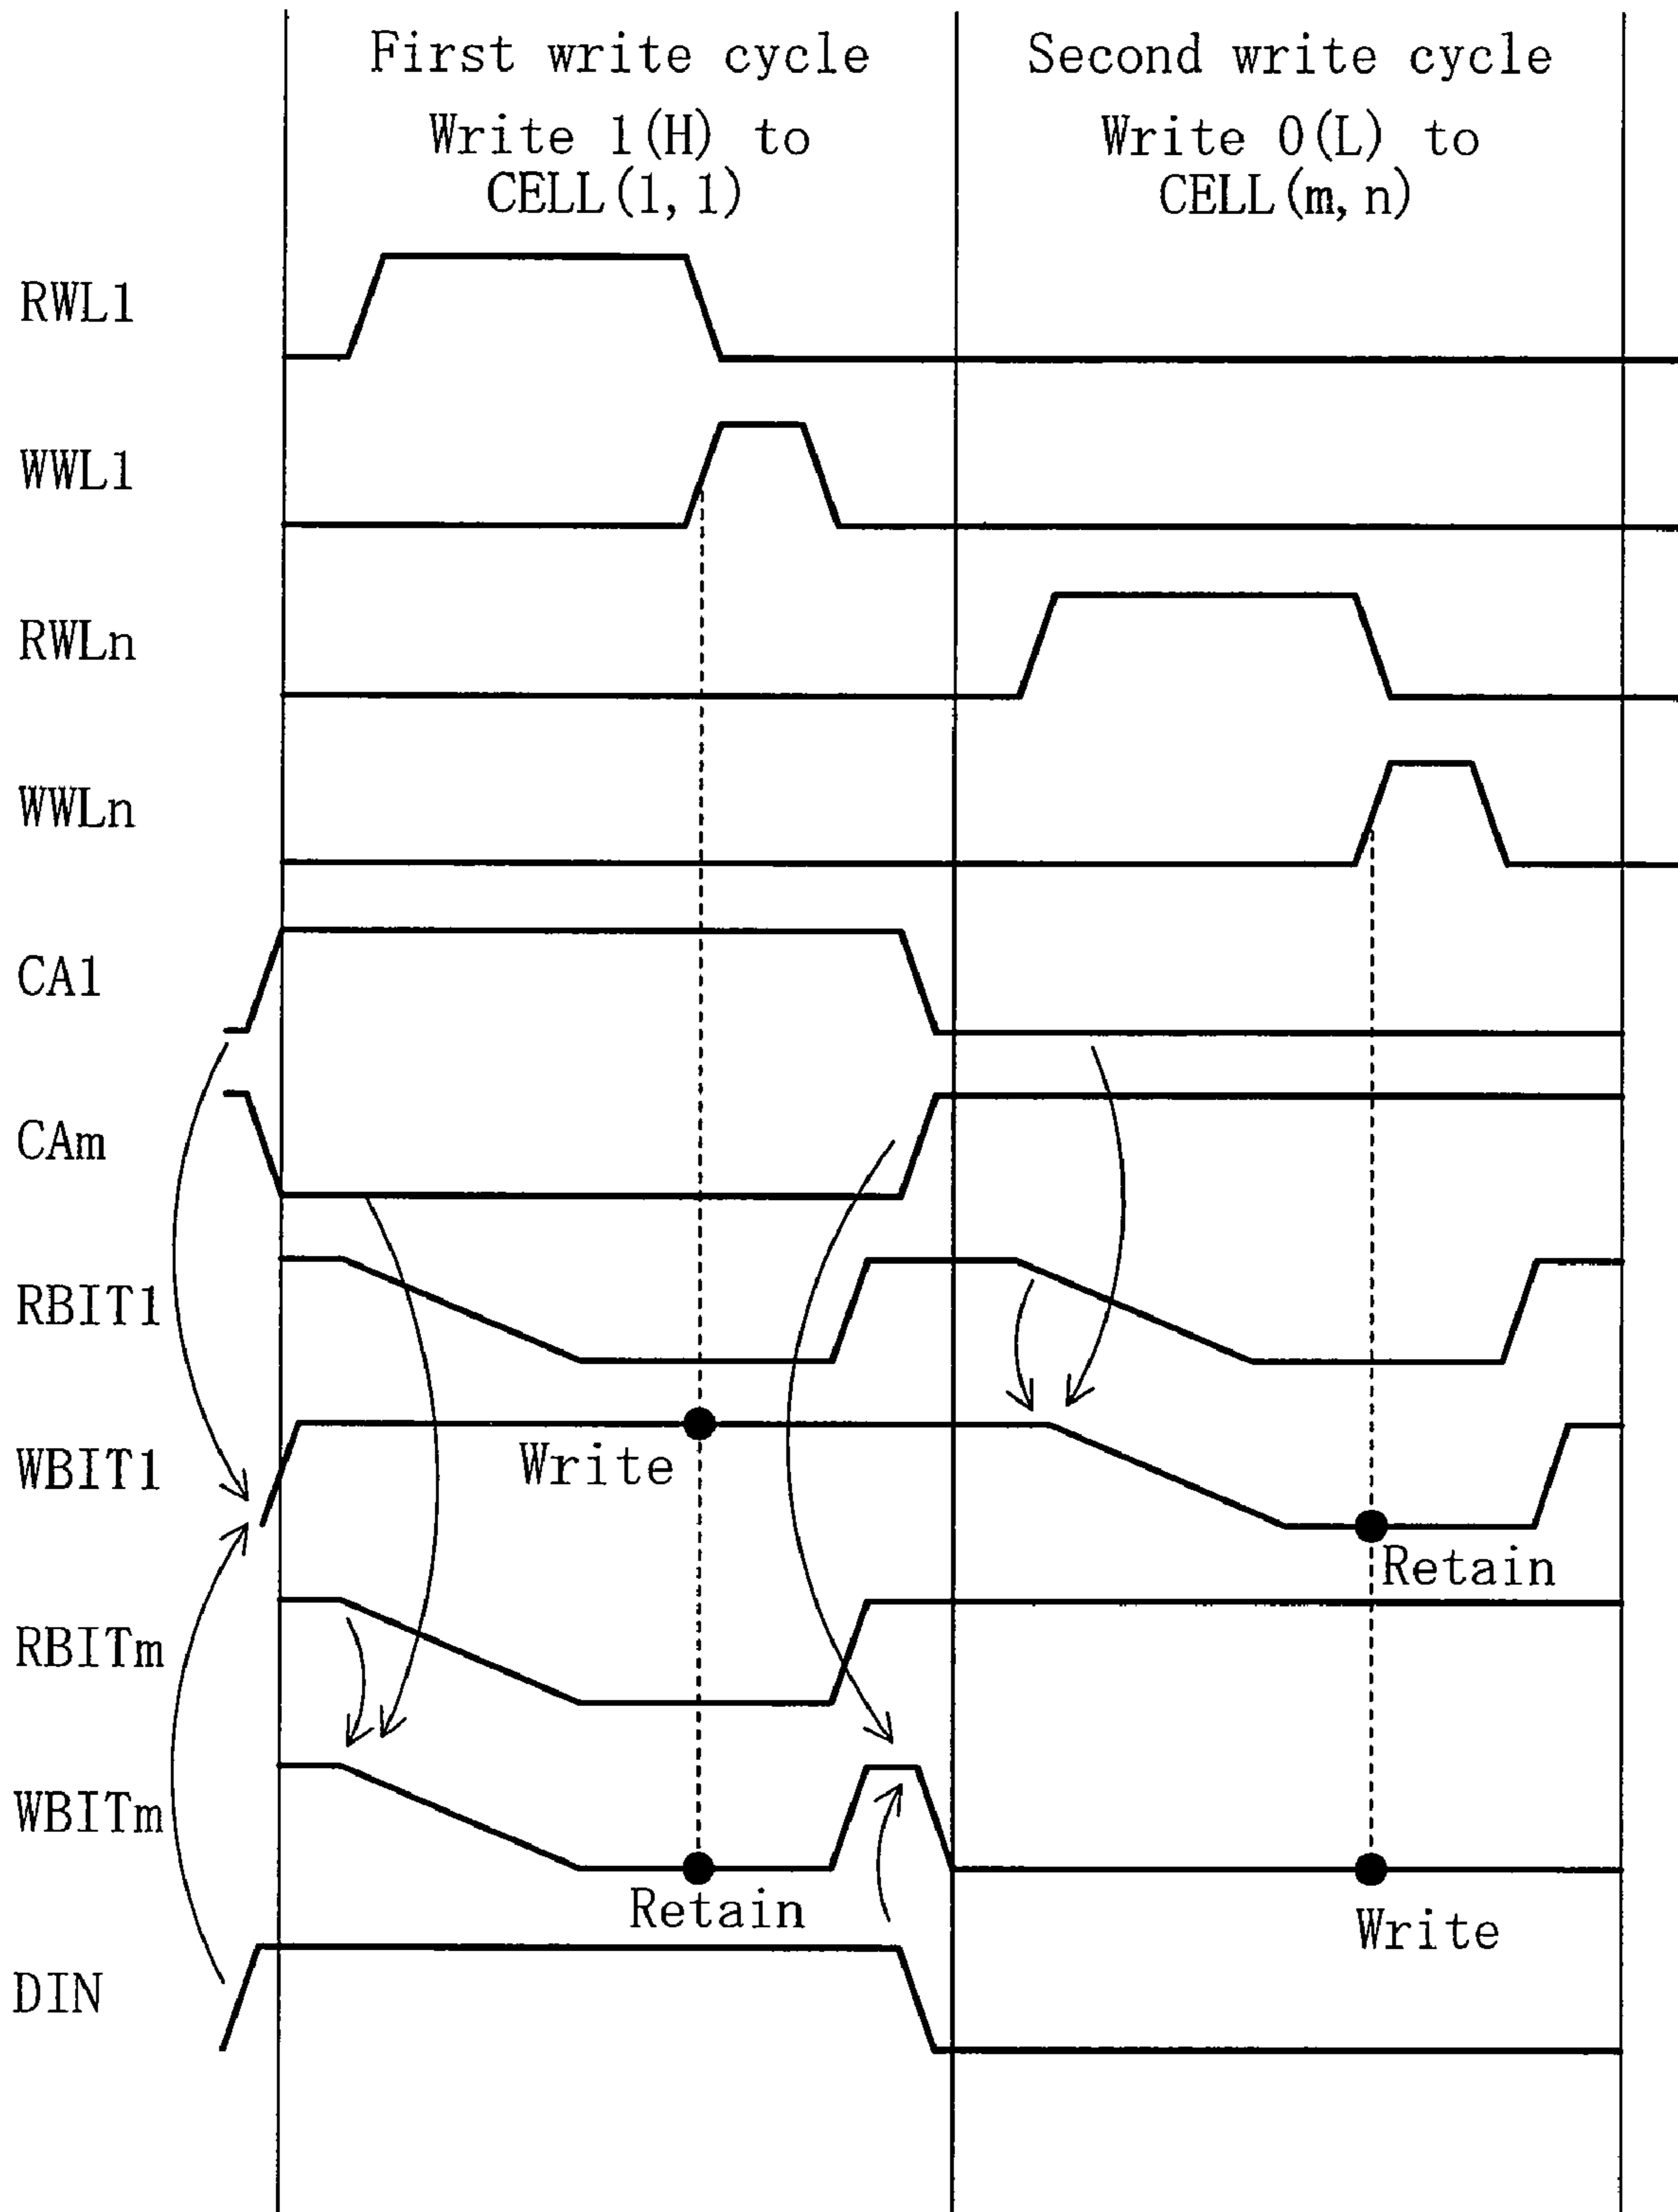 First write cycle
Write 1(H) to
CELL(1,1)
Second write cycle
Write 0(L) to
CELL(m,n)
RWL1
WWL1
RWLn
WWLn
CA1
CAm
RBIT1
WBIT1
Write
Retain
RBITm
WBITm
Retain
Write
DIN